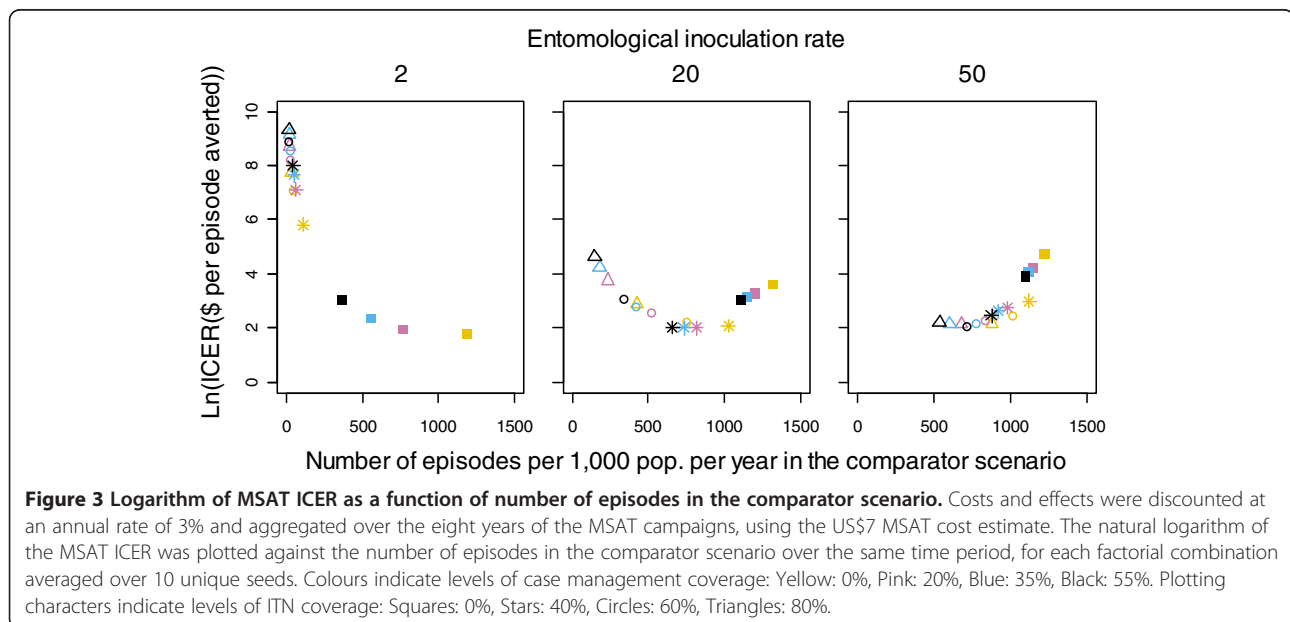 Entomological inoculation rate
2 20 50
Ln(ICER($ per episode averted))
10
8
6
4
2
0
0 500 1000 1500 0 500 1000 1500 0 500 1000 1500
Number of episodes per 1,000 pop. per year in the comparator scenario
Figure 3 Logarithm of MSAT ICER as a function of number of episodes in the comparator scenario. Costs and effects were discounted at
an annual rate of 3% and aggregated over the eight years of the MSAT campaigns, using the US$7 MSAT cost estimate. The natural logarithm of
the MSAT ICER was plotted against the number of episodes in the comparator scenario over the same time period, for each factorial combination
averaged over 10 unique seeds. Colours indicate levels of case management coverage: Yellow: 0%, Pink: 20%, Blue: 35%, Black: 55%. Plotting
characters indicate levels of ITN coverage: Squares: 0%, Stars: 40%, Circles: 60%, Triangles: 80%.